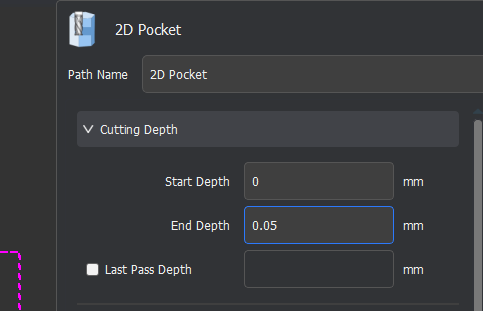 2D Pocket
Path Name 2D Pocket
Cutting Depth
Start Depth 0 mm
End Depth 0.05 mm
Last Pass Depth mm